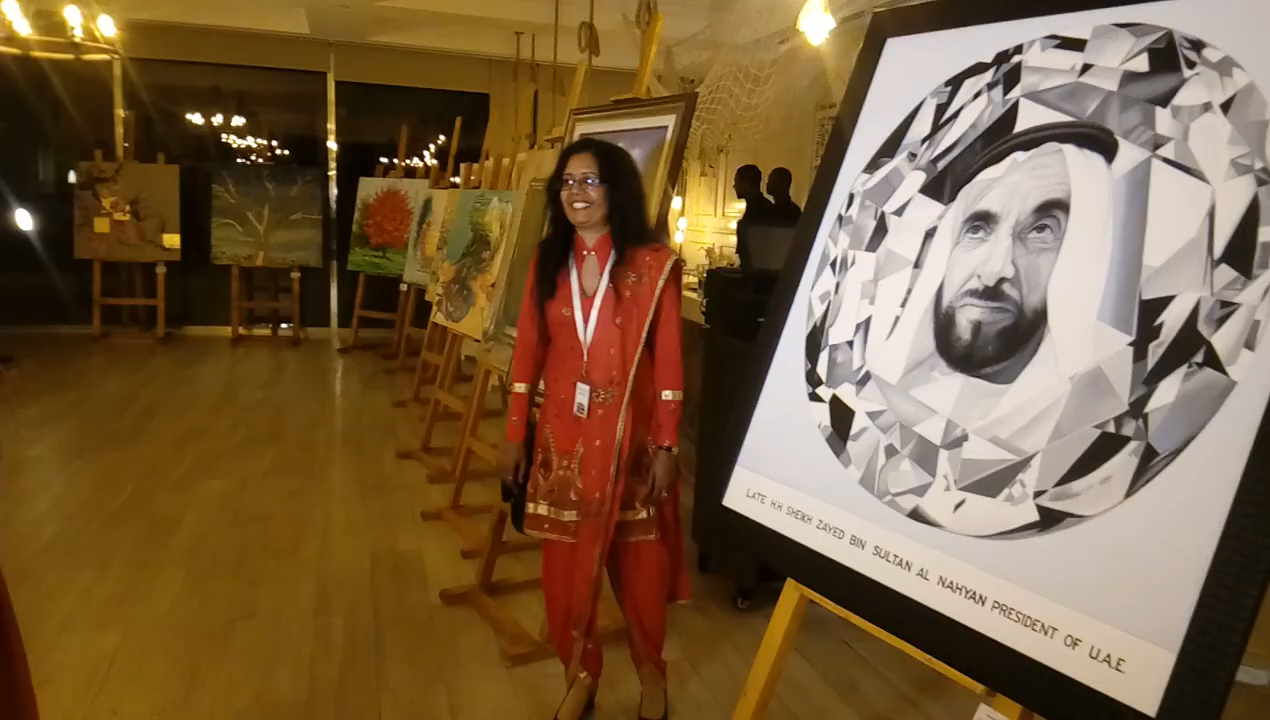 LATE H.H SHEIKH ZAYED BIN SULTAN AL NAHYAN PRESIDENT OF U.A.E.